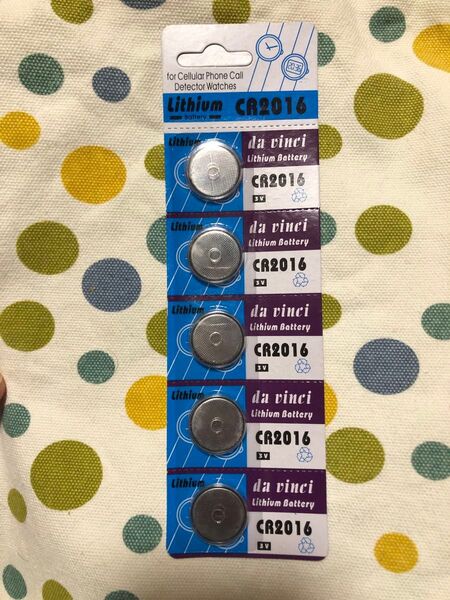 for Cellular Phone Call
Detector Watches
Lithium
Battery
CR2016
da vinci
Lithium Battery
CR2016
3V
Lithium
da vinci
Lithium Battery
CR2016
3V
Lithium
da vinci
Lithium Battery
CR2016
3V
Lithium
da vinci
Lithium Battery
CR2016
3V
Lithium
da vinci
Lithium Battery
CR2016
3V